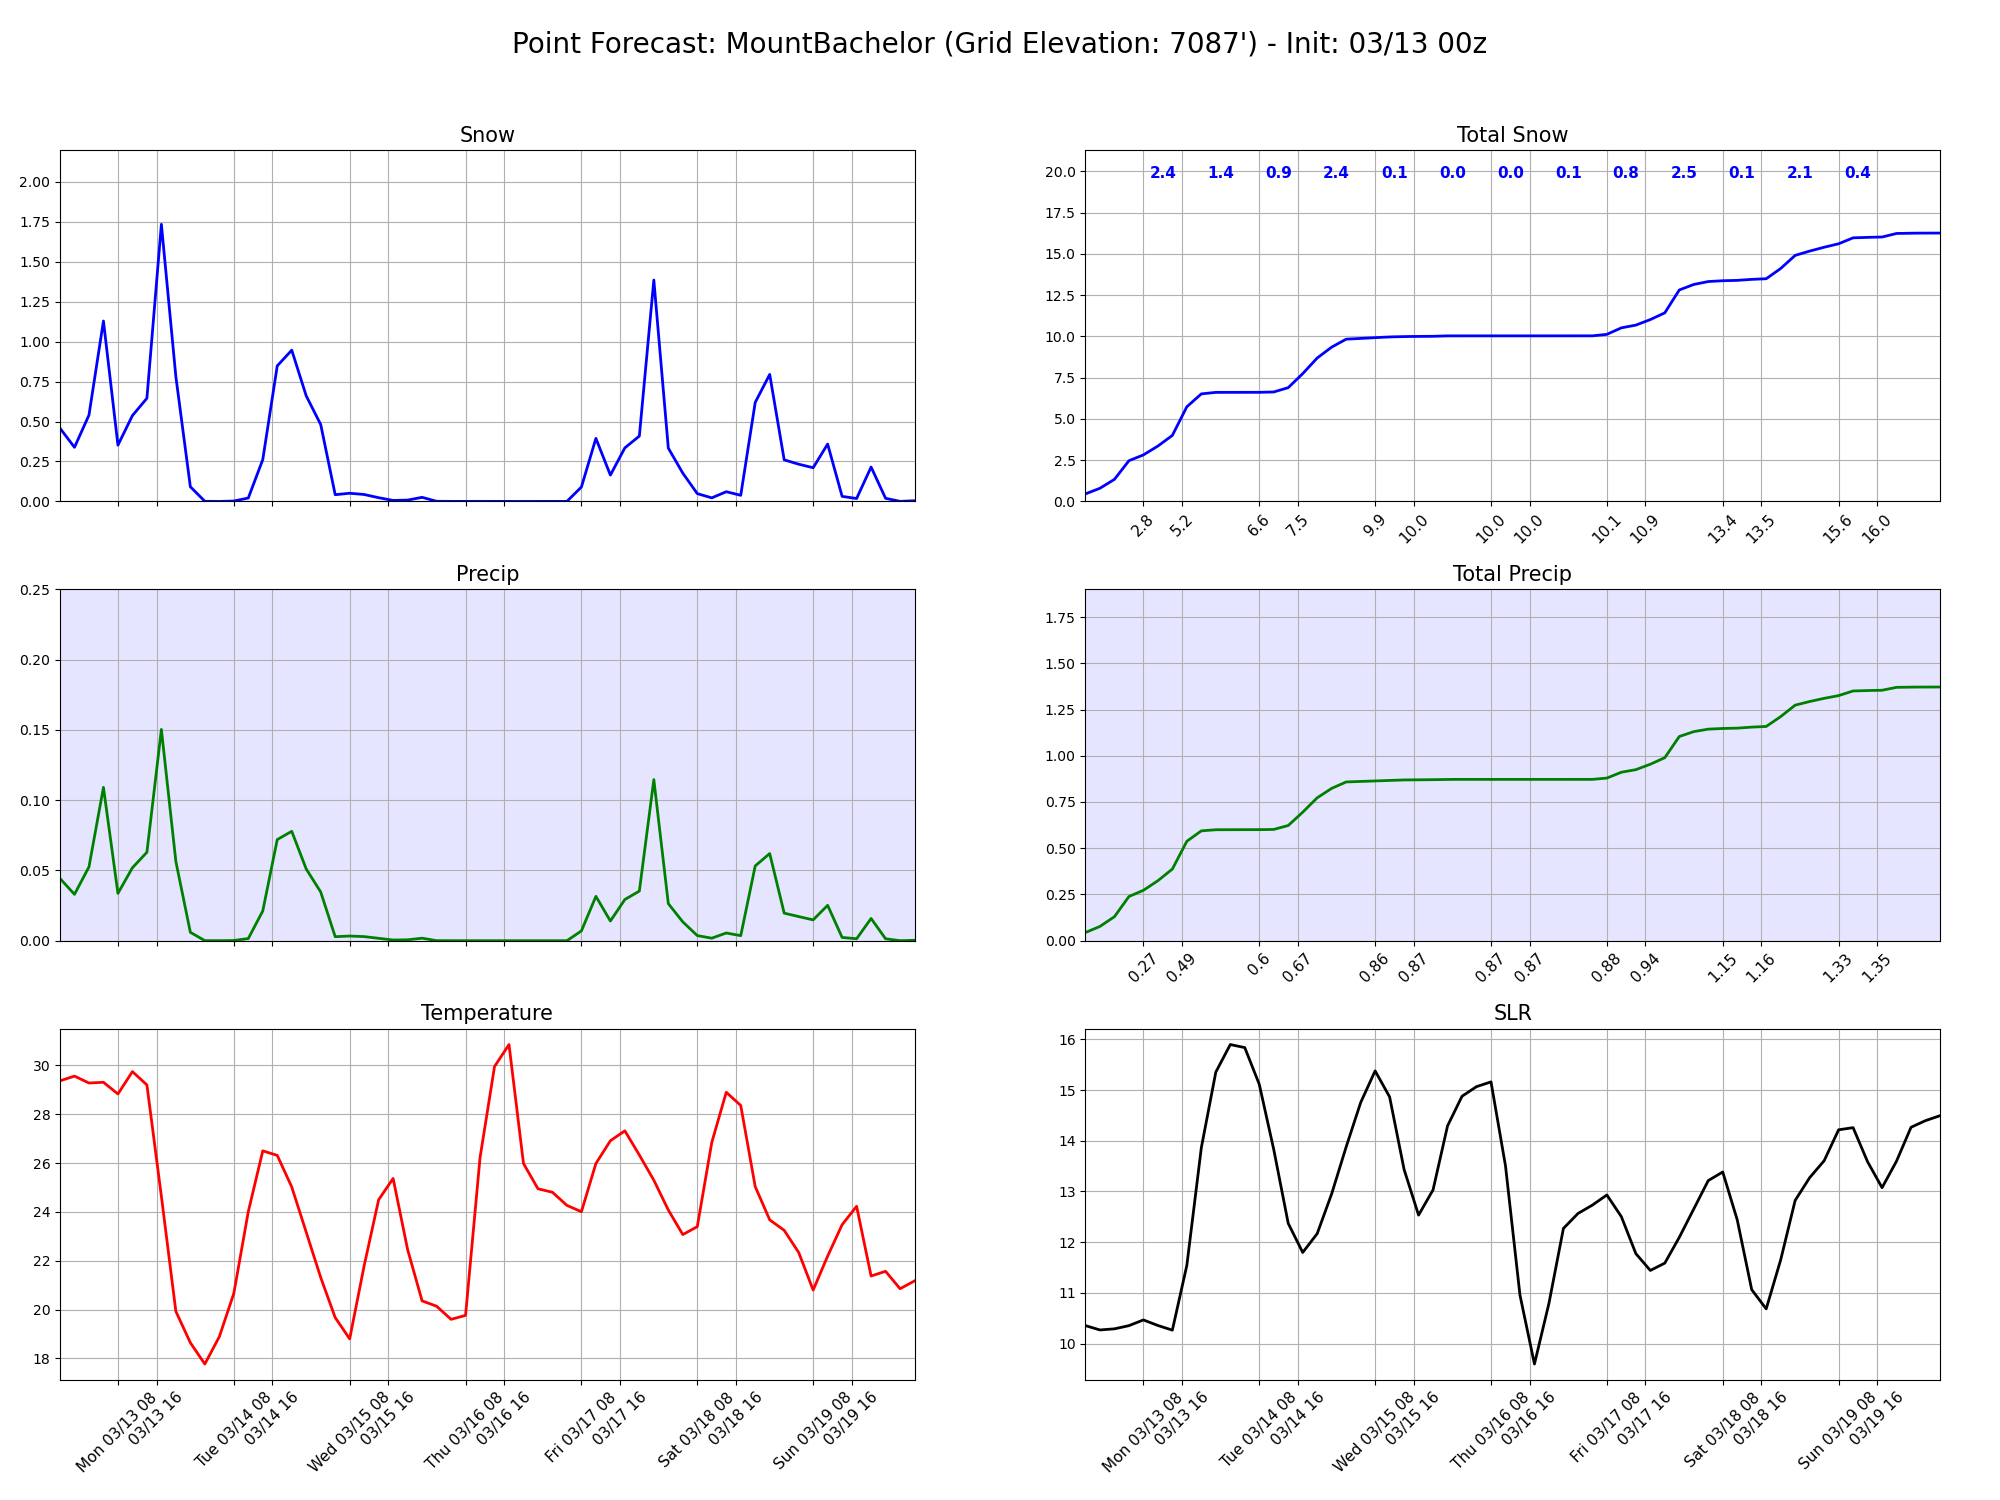 Point Forecast: MountBachelor (Grid Elevation: 7087') - Init: 03/13 00z
Snow
2.00
1.75
1.50
1.25
1.00
0.75
0.50
0.25
0.00
Total Snow
20.0
17.5
15.0
12.5
10.0
7.5
5.0
2.5
0.0
2.4 1.4 0.9 2.4 0.1 0.0 0.0 0.1 0.8 2.5 0.1 2.1 0.4
2.8 5.2 6.6 7.5 9.9 10.0 10.0 10.0 10.1 10.9 13.4 13.5 15.6 16.0
Precip
0.25
0.20
0.15
0.10
0.05
0.00
Total Precip
1.75
1.50
1.25
1.00
0.75
0.50
0.25
0.00
0.27 0.49 0.6 0.67 0.86 0.87 0.87 0.87 0.88 0.94 1.15 1.16 1.33 1.35
Temperature
30
28
26
24
22
20
18
Mon 03/13 08
03/13 16
Tue 03/14 08
03/14 16
Wed 03/15 08
03/15 16
Thu 03/16 08
03/16 16
Fri 03/17 08
03/17 16
Sat 03/18 08
03/18 16
Sun 03/19 08
03/19 16
SLR
16
15
14
13
12
11
10
Mon 03/13 08
03/13 16
Tue 03/14 08
03/14 16
Wed 03/15 08
03/15 16
Thu 03/16 08
03/16 16
Fri 03/17 08
03/17 16
Sat 03/18 08
03/18 16
Sun 03/19 08
03/19 16